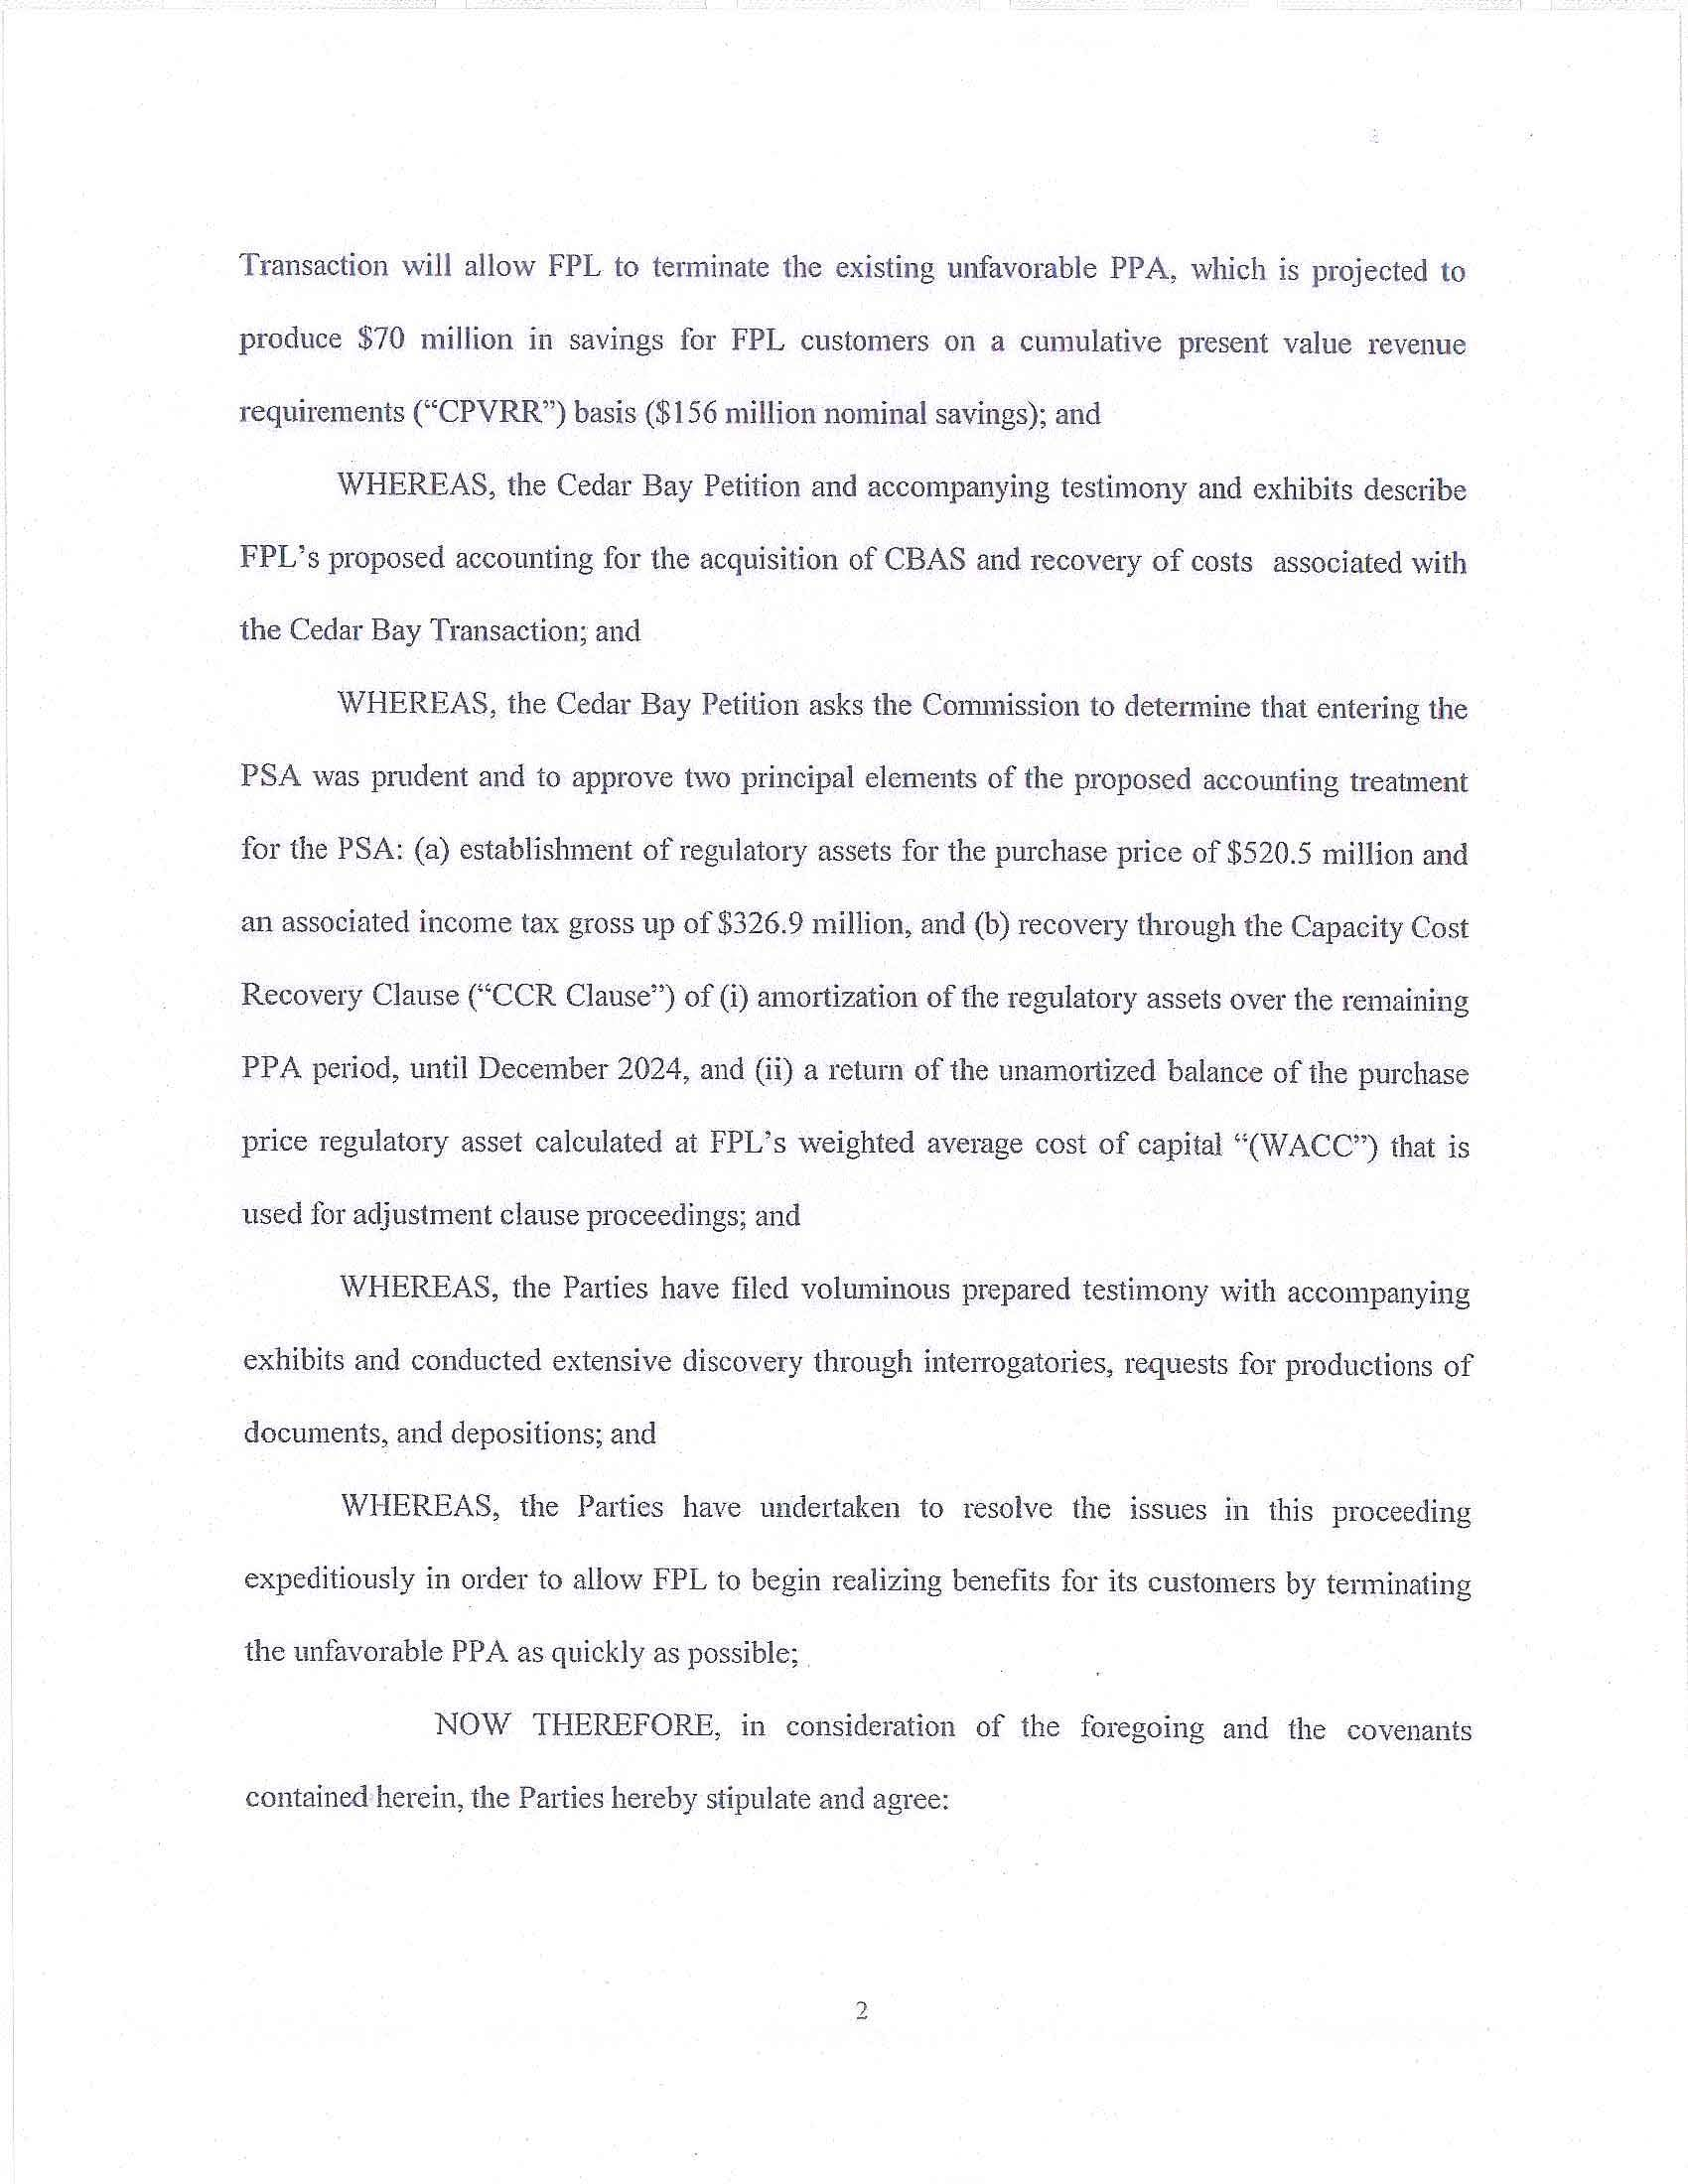 Transaction will allow FPL to terminate the existing unfavorable PPA, which is projected to
produce $70 million in savings for FPL customers on a cumulative present value revenue
requirements (“CPVRR”) basis ($156 million nominal savings); and
WHEREAS, the Cedar Bay Petition and accompanying testimony and exhibits describe
FPL’s proposed accounting for the acquisition of CBAS and recovery of costs associated with
the Cedar Bay Transaction; and
WHEREAS, the Cedar Bay Petition asks the Commission to determine that entering the
PSA was prudent and to approve two principal elements of the proposed accounting treatment
for the PSA: (a) establishment of regulatory assets for the purchase price of $520.5 million and
an associated income tax gross up of $326.9 million, and (b) recovery through the Capacity Cost
Recovery Clause (“CCR Clause”) of (i) amortization of the regulatory assets over the remaining
PPA period, until December 2024, and (ii) a return of the unamortized balance of the purchase
price regulatory asset calculated at FPL’s weighted average cost of capital “(WACC”) that is
used for adjustment clause proceedings; and
WHEREAS, the Parties have filed voluminous prepared testimony with accompanying
exhibits and conducted extensive discovery through interrogatories, requests for productions of
documents, and depositions; and
WHEREAS, the Parties have undertaken to resolve the issues in this proceeding
expeditiously in order to allow FPL to begin realizing benefits for its customers by terminating
the unfavorable PPA as quickly as possible;
NOW THEREFORE, in consideration of the foregoing and the covenants
contained herein, the Parties hereby stipulate and agree:
2